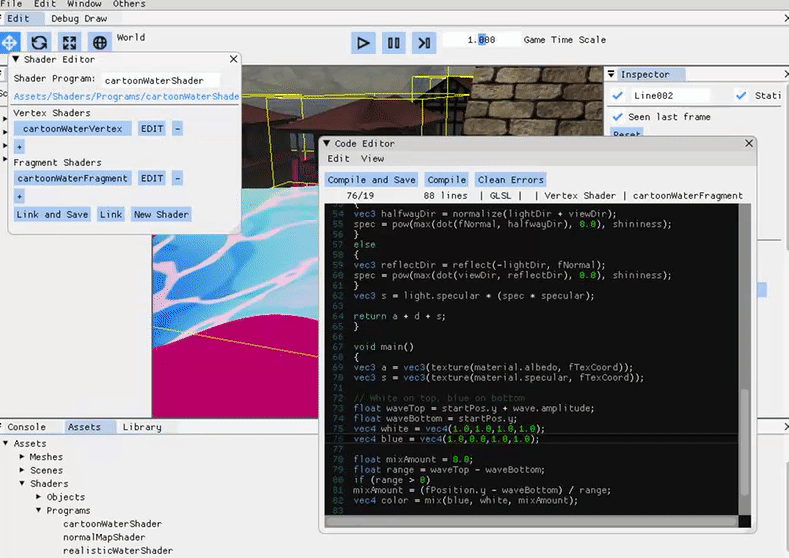 File Edit Window Others
Edit Debug Draw
World
1.000 Game Time Scale
Shader Editor
Shader Program: cartoonWaterShader
Assets/Shaders/Programs/cartoonWaterShade
Vertex Shaders
cartoonWaterVertex EDIT -
+
Fragment Shaders
cartoonWaterFragment EDIT -
+
Link and Save Link New Shader
Inspector
Line002 Stati
Seen last frame
Reset
Code Editor
Edit View
Compile and Save Compile Clean Errors
76/19 88 lines | GLSL | | Vertex Shader | cartoonWaterFragment
54 vec3 halfwayDir = normalize(lightDir + viewDir);
55 spec = pow(max(dot(fNormal, halfwayDir), 0.0), shininess);
56 }
57 else
58 {
59 vec3 reflectDir = reflect(-lightDir, fNormal);
60 spec = pow(max(dot(viewDir, reflectDir), 0.0), shininess);
61 }
62 vec3 s = light.specular * (spec * specular);
63
64 return a + d + s;
65 }
66
67 void main()
68 {
69 vec3 a = vec3(texture(material.albedo, fTexCoord));
70 vec3 s = vec3(texture(material.specular, fTexCoord));
71
72 // White on top, blue on bottom
73 float waveTop = startPos.y + wave.amplitude;
74 float waveBottom = startPos.y;
75 vec4 white = vec4(1.0,1.0,1.0,1.0);
76 vec4 blue = vec4(1.0,0.0,1.0,1.0);
77
78 float mixAmount = 0.0;
79 float range = waveTop - waveBottom;
80 if (range > 0)
81 mixAmount = (fPosition.y - waveBottom) / range;
82 vec4 color = mix(blue, white, mixAmount);
83
Console Assets Library
Assets
Meshes
Scenes
Shaders
Objects
Programs
cartoonWaterShader
normalMapShader
realisticWaterShader